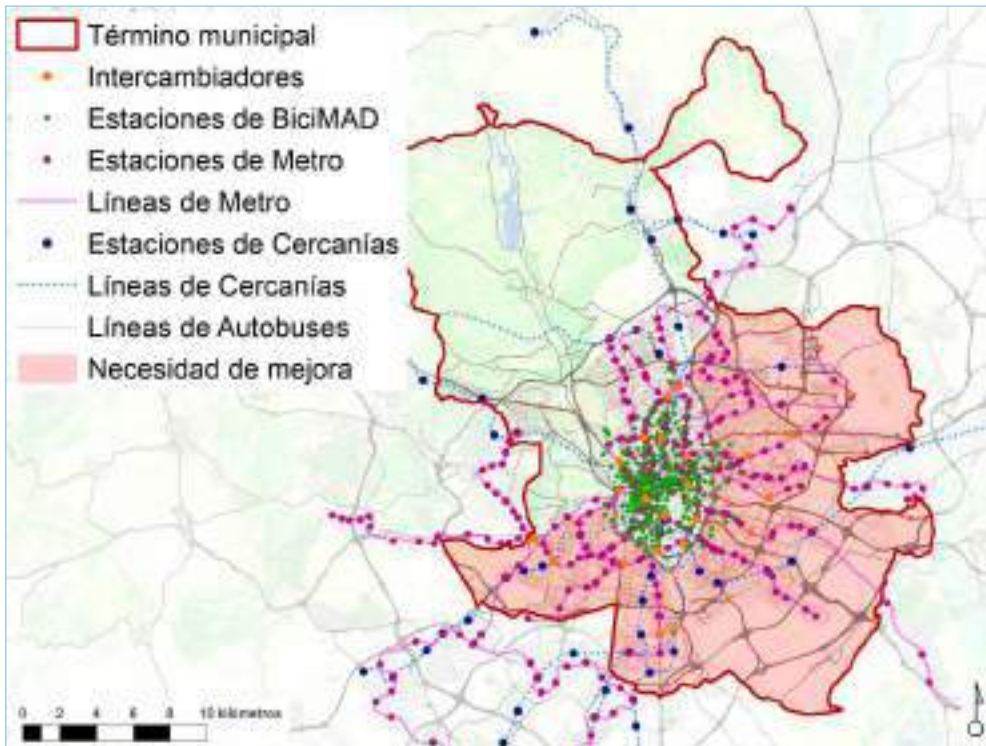 Término municipal
Intercambiadores
Estaciones de BiciMAD
Estaciones de Metro
Líneas de Metro
Estaciones de Cercanías
Líneas de Cercanías
Líneas de Autobuses
Necesidad de mejora
0 2 4 6 8 10 kilómetros